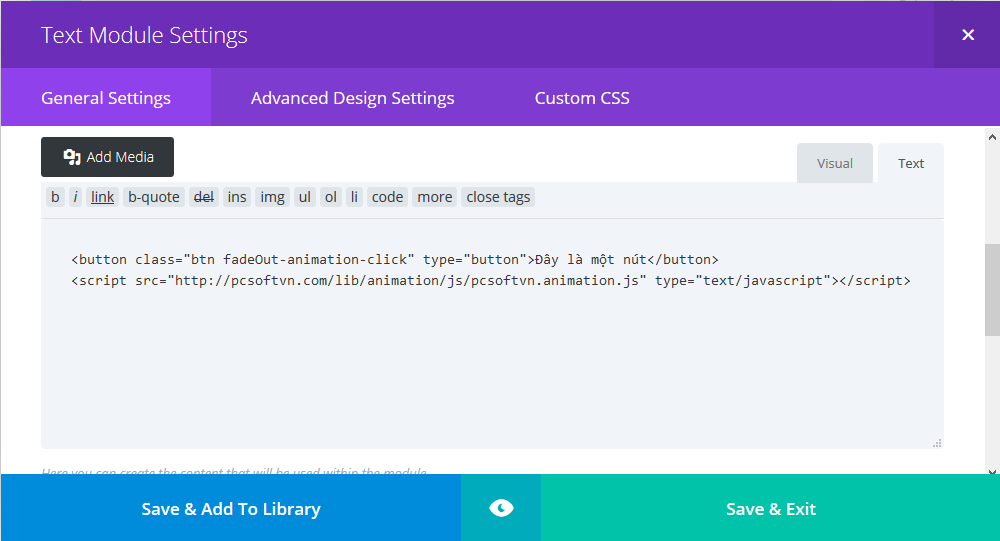 Text Module Settings
General Settings Advanced Design Settings Custom CSS
Add Media
Visual Text
b i link b-quote del ins img ul ol li code more close tags
<button class="btn fadeOut-animation-click" type="button">Đây là một nút</button>
<script src="http://pcsoftvn.com/lib/animation/js/pcsoftvn.animation.js" type="text/javascript"></script>
Here you can create the content that will be used within the module.
Save & Add To Library Save & Exit